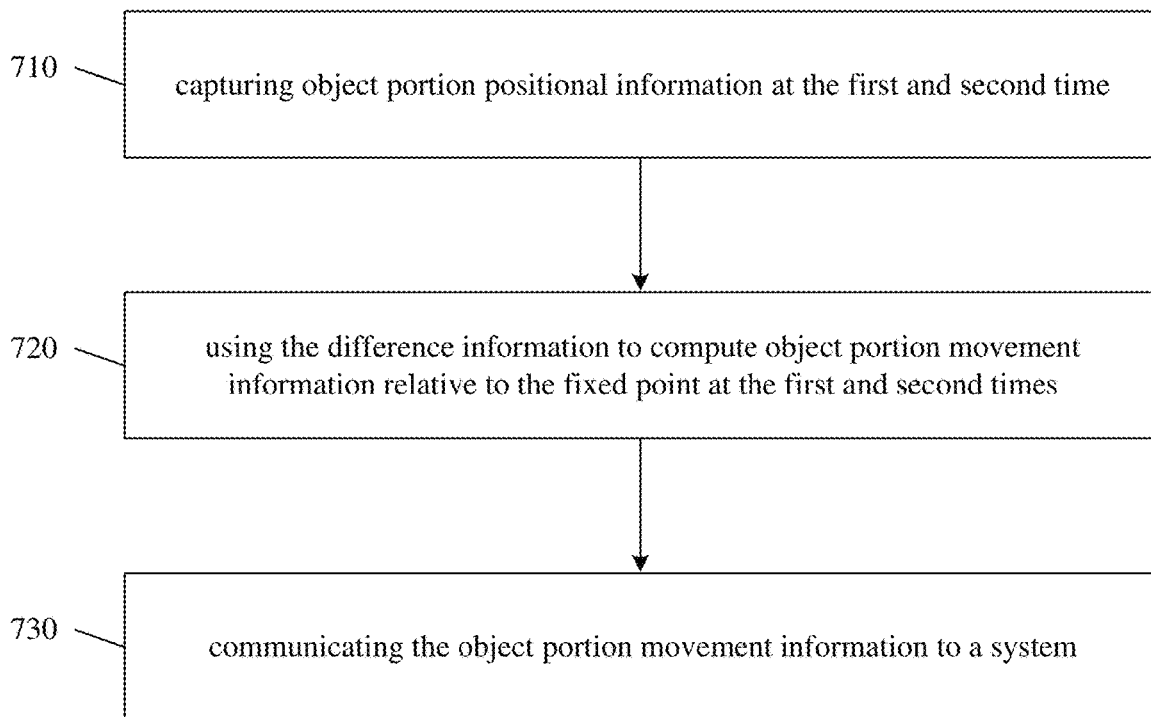 710
capturing object portion positional information at the first and second time
720
using the difference information to compute object portion movement
information relative to the fixed point at the first and second times
730
communicating the object portion movement information to a system